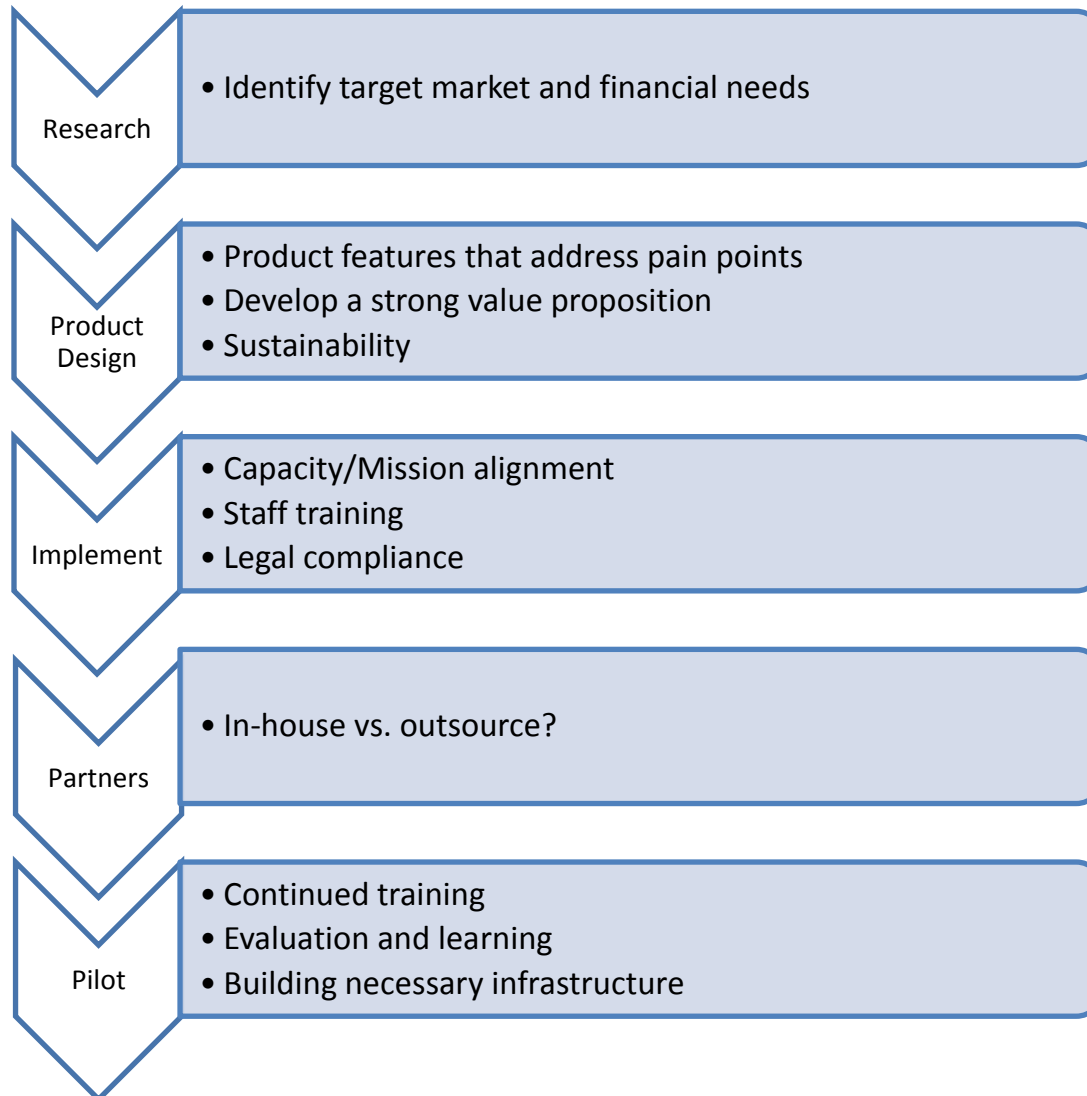 Research
• Identify target market and financial needs
Product
Design
• Product features that address pain points
• Develop a strong value proposition
• Sustainability
Implement
• Capacity/Mission alignment
• Staff training
• Legal compliance
Partners
• In-house vs. outsource?
Pilot
• Continued training
• Evaluation and learning
• Building necessary infrastructure